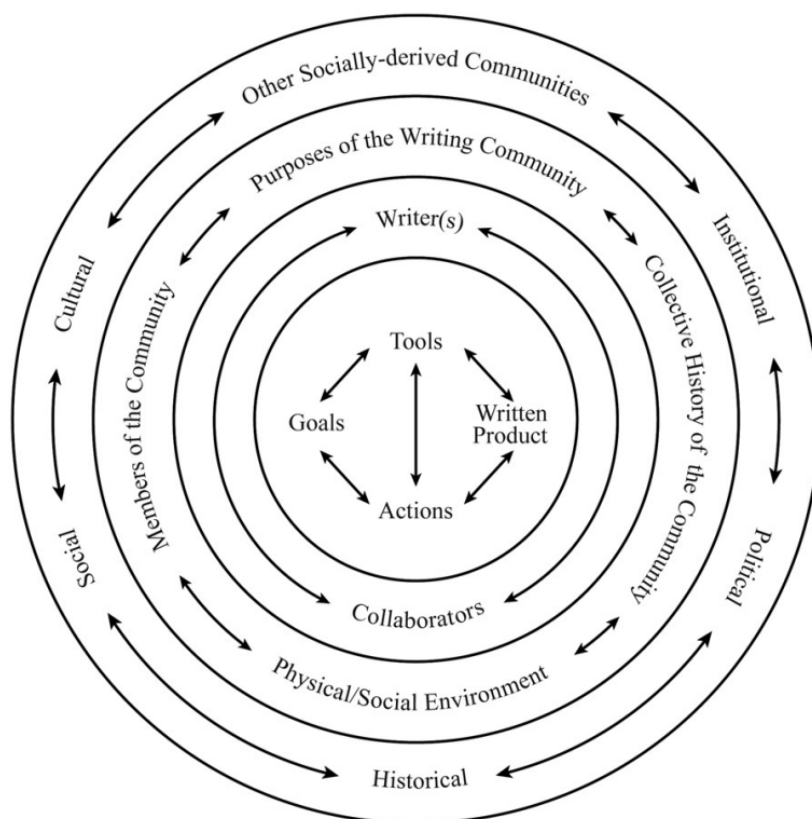 Other Socially-derived Communities
Purposes of the Writing Community
Writer(s)
Cultural
Institutional
Members of the Community
Collective History of the Community
Tools
Goals
Written
Product
Actions
Social
Political
Collaborators
Physical/Social Environment
Historical